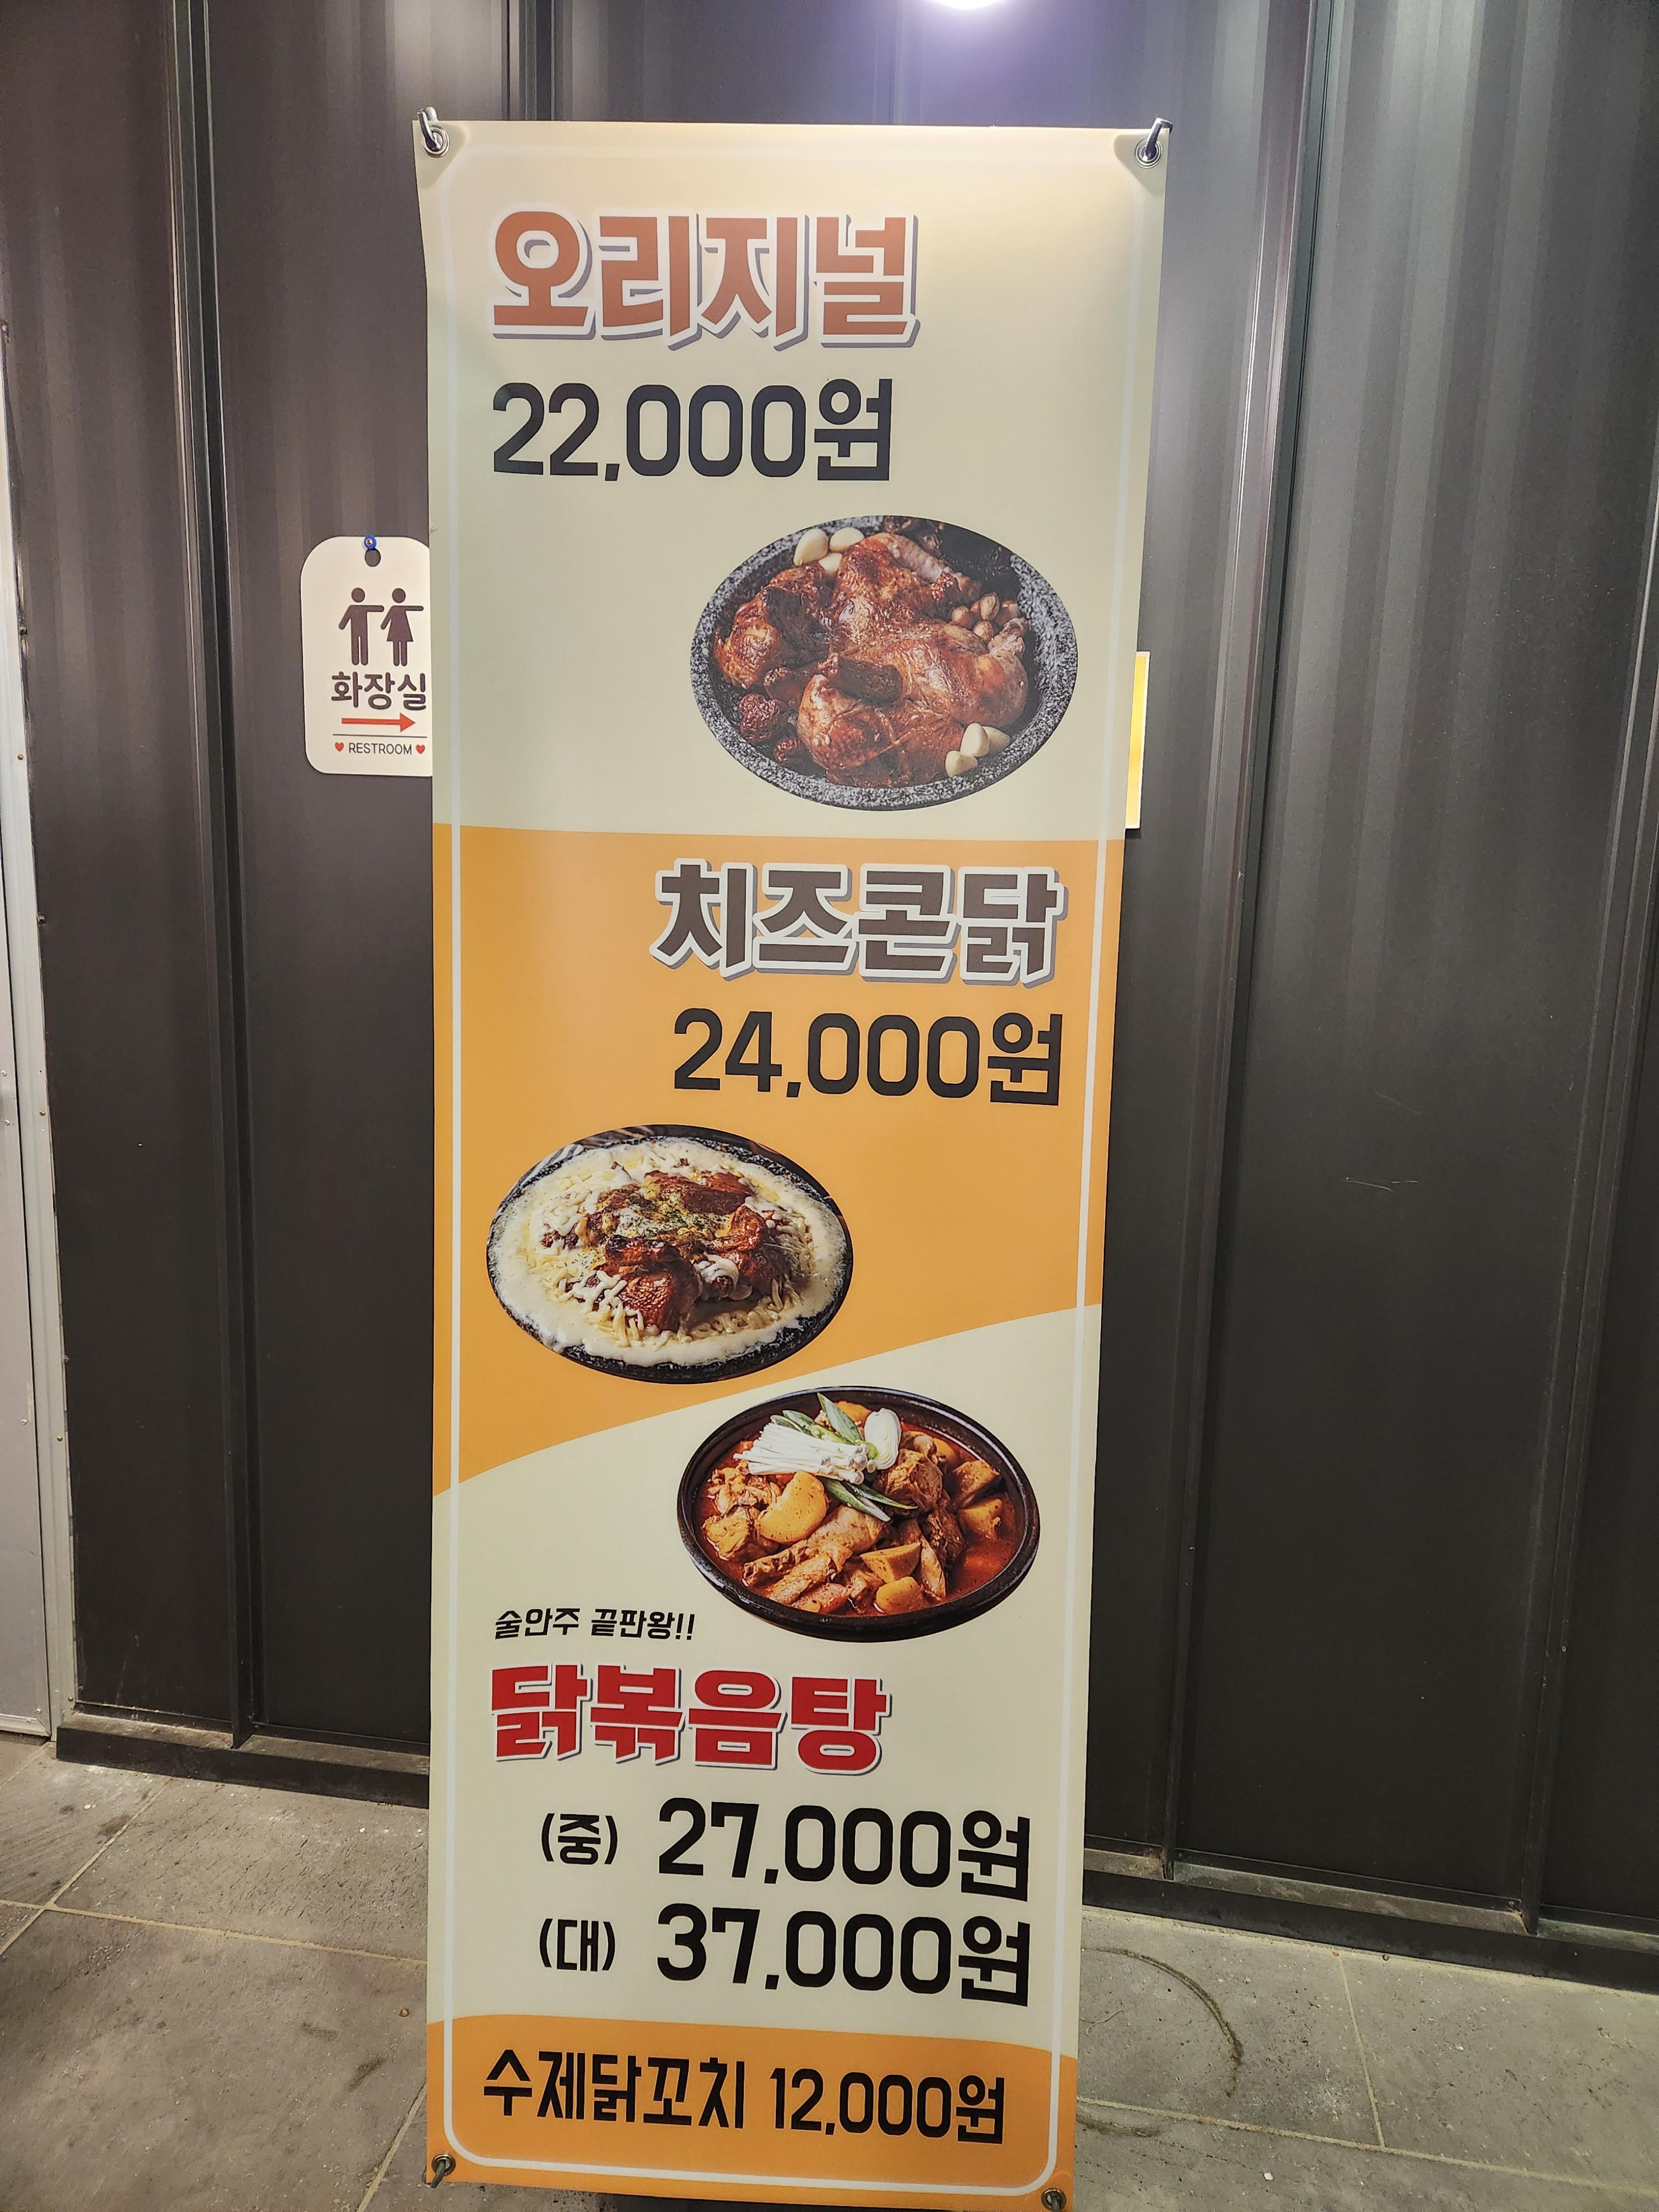 오리지널
22,000원
화장실
RESTROOM
치즈콘닭
24,000원
술안주 끝판왕!!
닭볶음탕
(중) 27,000원
(대) 37,000원
수제닭꼬치 12,000원